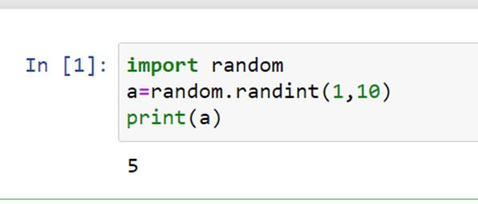 In [1]: import random
a=random.randint(1,10)
print(a)
5